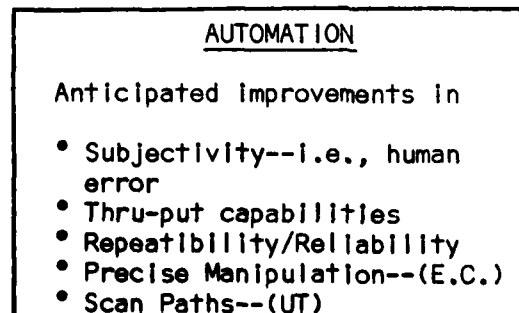 AUTOMATION
Anticipated improvements in
• Subjectivity--i.e., human
error
• Thru-put capabilities
• Repeatibility/Reliability
• Precise Manipulation--(E.C.)
• Scan Paths--(UT)